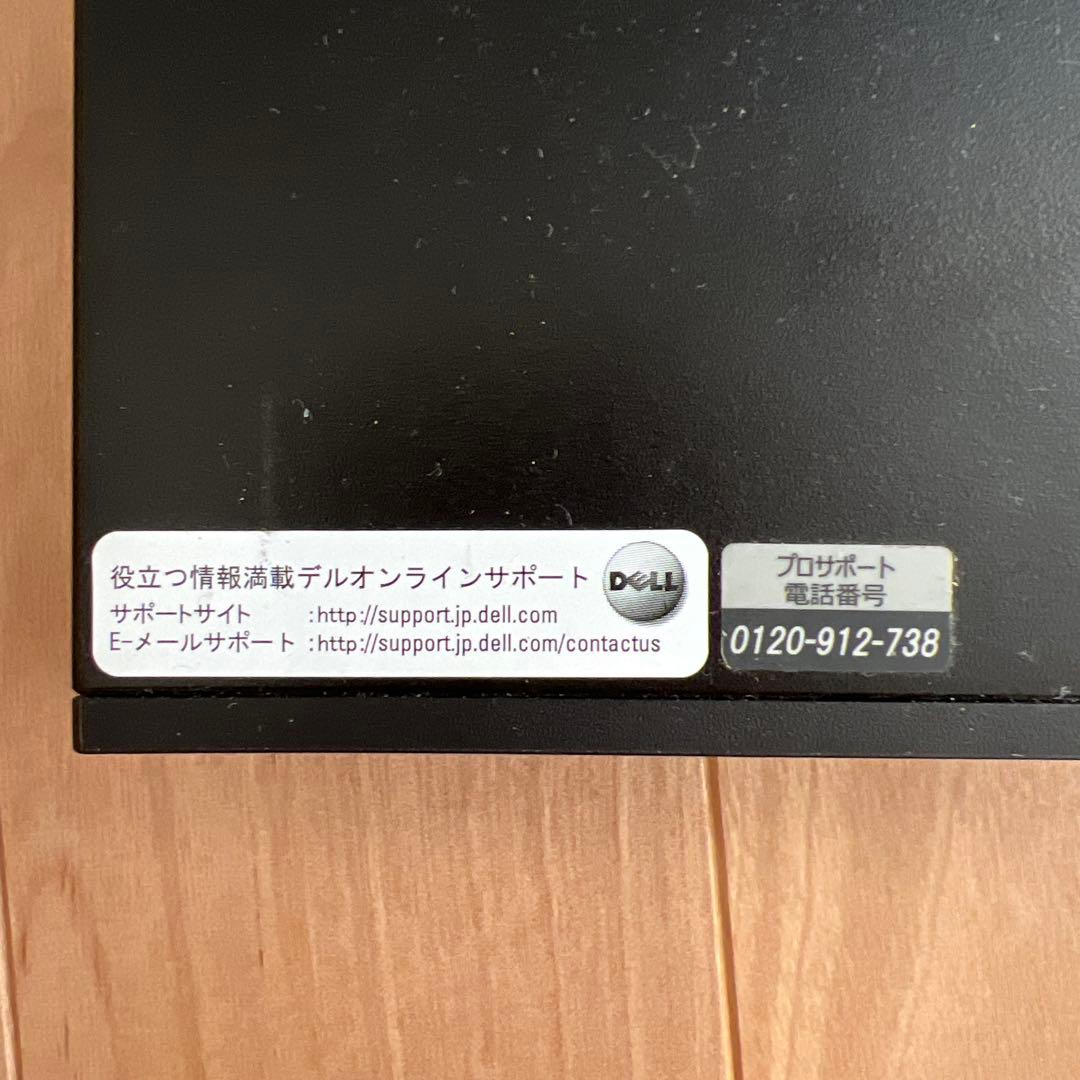 役立つ情報満載デルオンラインサポート
サポートサイト :http://support.jp.dell.com
E-メールサポート :http://support.jp.dell.com/contactus
DELL
プロサポート
電話番号
0120-912-738